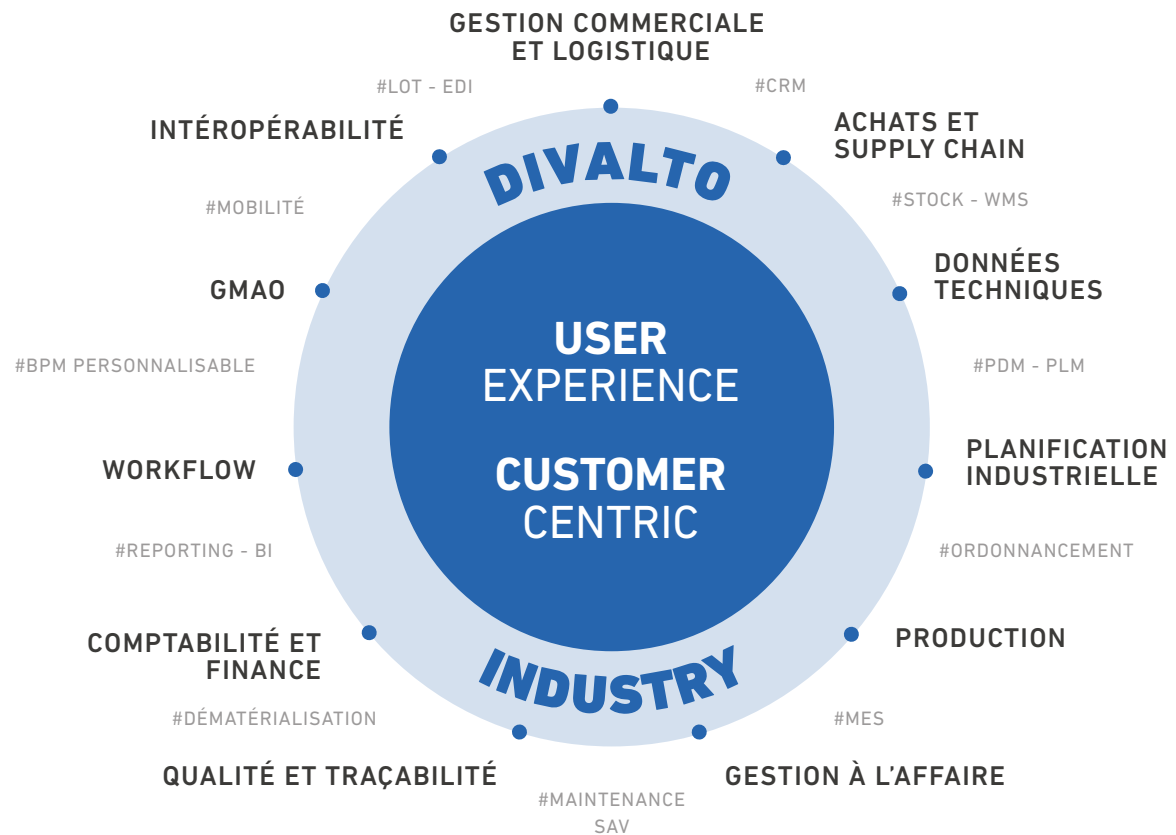 GESTION COMMERCIALE
ET LOGISTIQUE
#CRM
ACHATS ET
SUPPLY CHAIN
#STOCK - WMS
DONNÉES
TECHNIQUES
#PDM - PLM
PLANIFICATION
INDUSTRIELLE
#ORDONNANCEMENT
PRODUCTION
#MES
GESTION À L'AFFAIRE
#MAINTENANCE
SAV
QUALITÉ ET TRAÇABILITÉ
#DÉMATÉRIALISATION
COMPTABILITÉ ET
FINANCE
#REPORTING - BI
WORKFLOW
#BPM PERSONNALISABLE
GMAO
#MOBILITÉ
INTÉROPÉRABILITÉ
#LOT - EDI
DIVALTO
USER
EXPERIENCE
CUSTOMER
CENTRIC
INDUSTRY